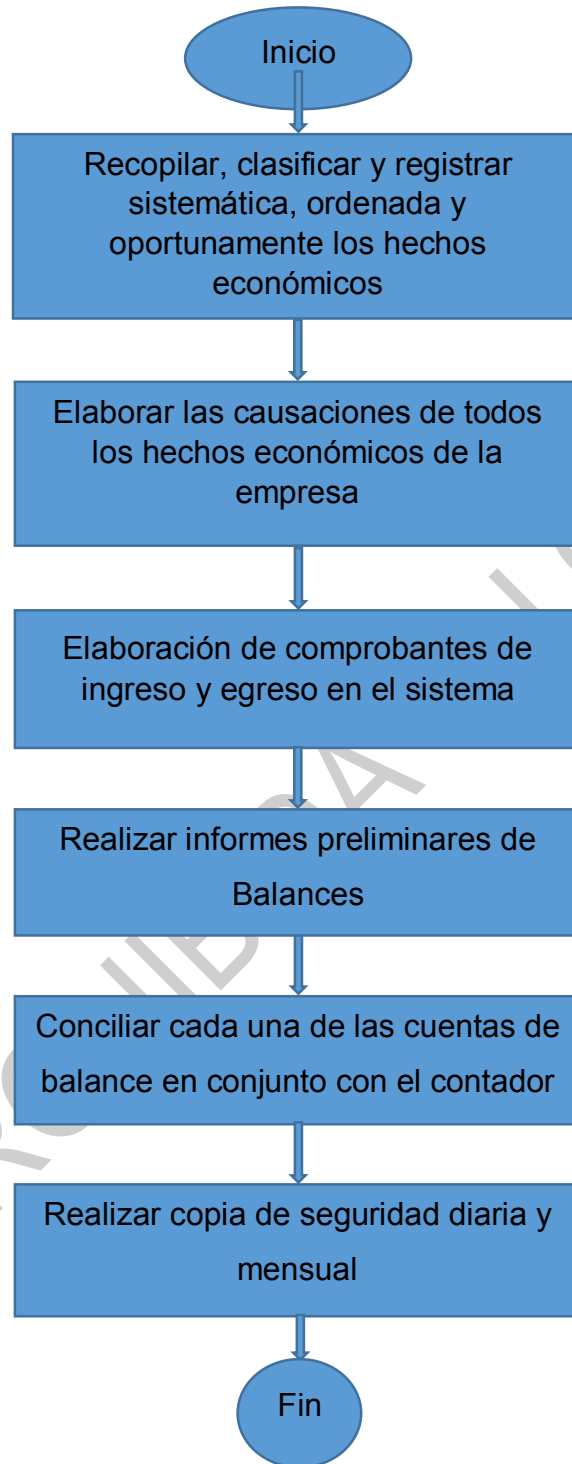 Inicio
Recopilar, clasificar y registrar
sistemática, ordenada y
oportunamente los hechos
económicos
Elaborar las causaciones de todos
los hechos económicos de la
empresa
Elaboración de comprobantes de
ingreso y egreso en el sistema
Realizar informes preliminares de
Balances
Conciliar cada una de las cuentas de
balance en conjunto con el contador
Realizar copia de seguridad diaria y
mensual
Fin